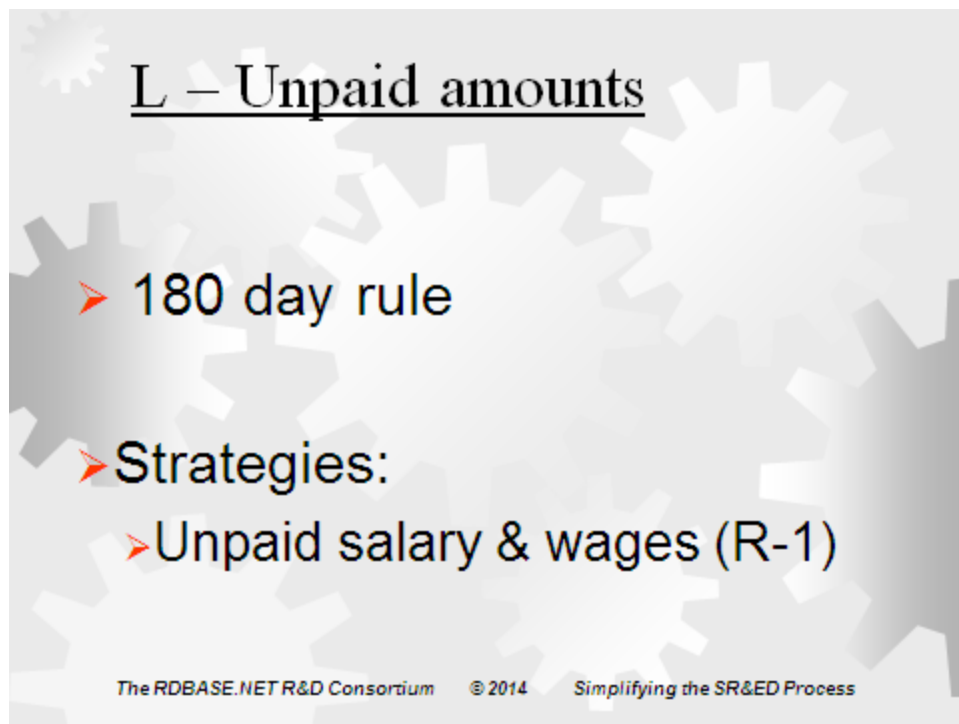 L – Unpaid amounts
180 day rule
Strategies:
Unpaid salary & wages (R-1)
The RDBASE.NET R&D Consortium © 2014 Simplifying the SR&ED Process